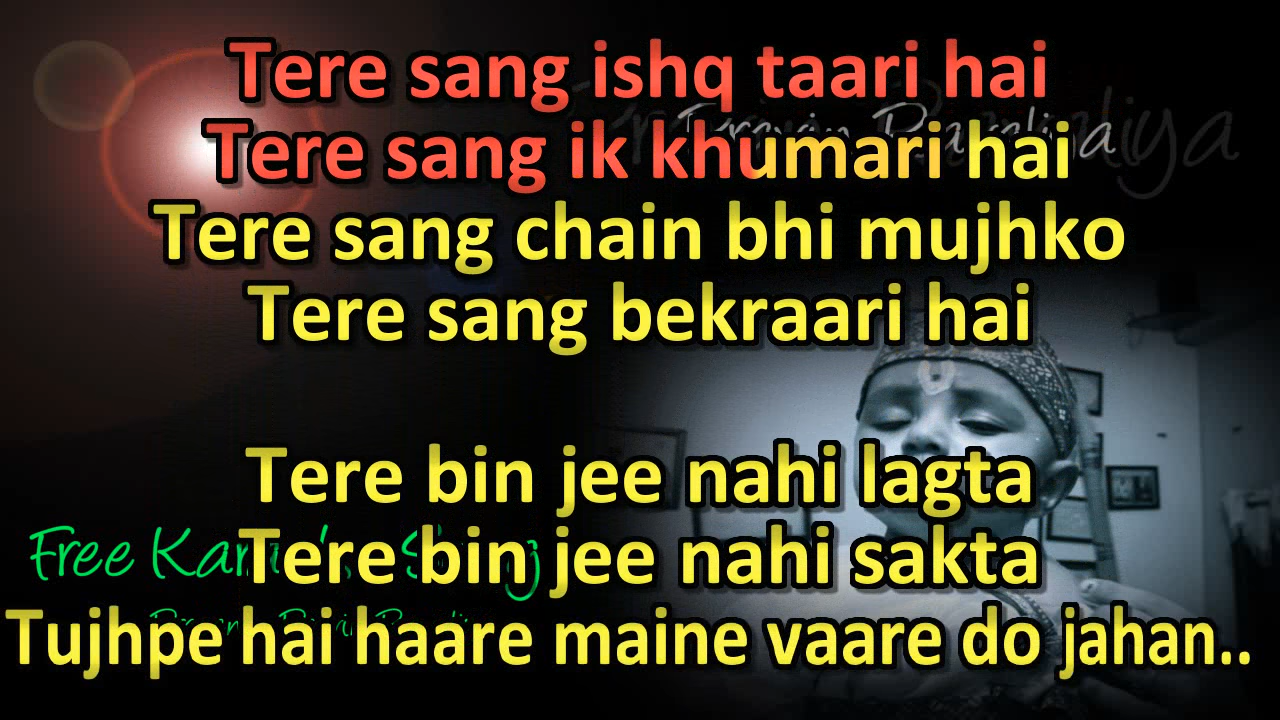 Tere sang ishq taari hai
Tere sang ik khumari hai
Tere sang chain bhi mujhko
Tere sang bekraari hai
Tere bin jee nahi lagta
Free
Tere bin jee nahi sakta
Tujhpe hai haare maine vaare do jahan..